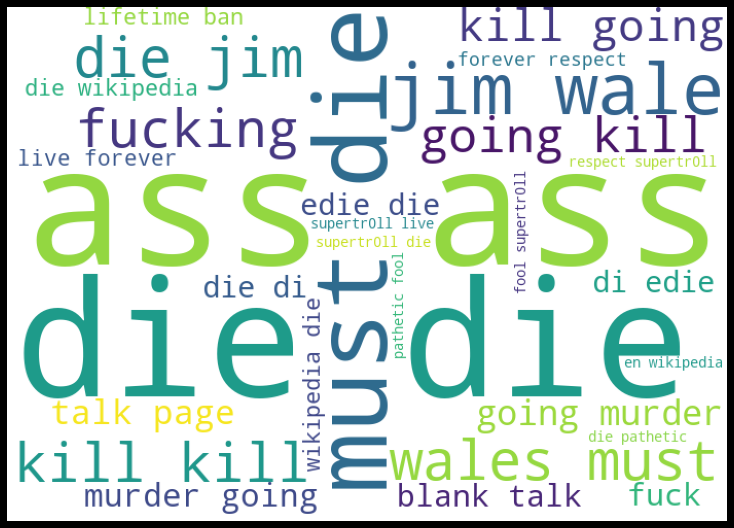 lifetime ban
kill going
die jim
forever respect
die wikipedia
jim wale
fucking
going kill
live forever
respect supertr0ll
ass
ass
must die
edie die
supertr0ll live
supertr0ll die
fool supertr0ll
pathetic fool
die di
di edie
die
die
wikipedia die
en wikipedia
talk page
going murder
die pathetic
kill kill
wales must
murder going
blank talk
fuck